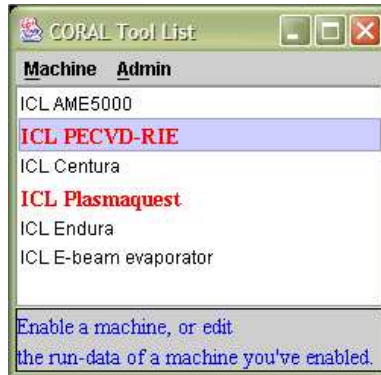 CORAL Tool List
Machine Admin
ICL AME5000
ICL PECVD-RIE
ICL Centura
ICL Plasmaquest
ICL Endura
ICL E-beam evaporator
Enable a machine, or edit
the run-data of a machine you've enabled.